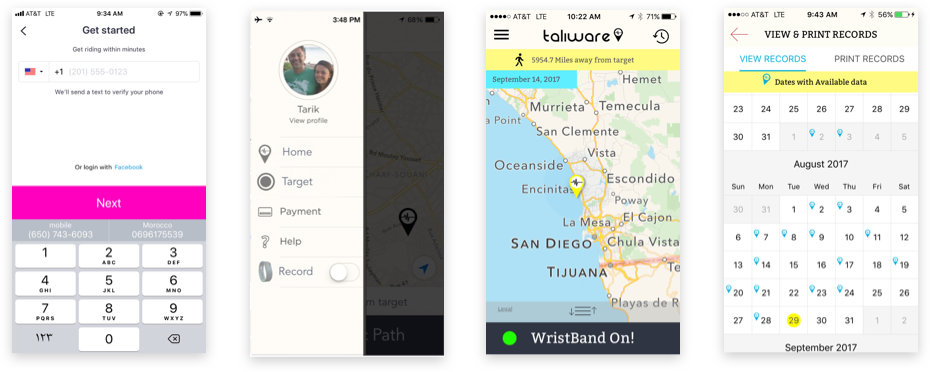 AT&T LTE 9:34 AM 97%
Get started
Get riding within minutes
+1 (201) 555-0123
We'll send a text to verify your phone
Or login with Facebook
Next
mobile
(650) 743-6093
Morocco
0696175539
1
2 ABC
3 DEF
4 GHI
5 JKL
6 MNO
7 PQRS
8 TUV
9 WXYZ
١٢٣
0
3:48 PM 66%
Tarik
View profile
Home
Target
Payment
Help
Record
m target
: Path
AT&T LTE 10:22 AM 71%
taliware
5954.7 Miles away from target
September 14, 2017
Hemet
Murrieta
Temecula
a Point
San Clemente
Vista
Oceanside
Escondido
Encinitas
Poway
La Mesa
El Cajon
SAN DIEGO
Chula Vista
TIJUANA
Te
Playas de R
Legal
WristBand On!
AT&T LTE 9:43 AM 56%
VIEW & PRINT RECORDS
VIEW RECORDS PRINT RECORDS
Dates with Available data
23 24 25 26 27 28 29
30 31 1 2 3 4 5
August 2017
Sun Mon Tue Wed Thu Fri Sat
30 31 1 2 3 4 5
6 7 8 9 10 11 12
13 14 15 16 17 18 19
20 21 22 23 24 25 26
27 28 29 30 31 1 2
September 2017